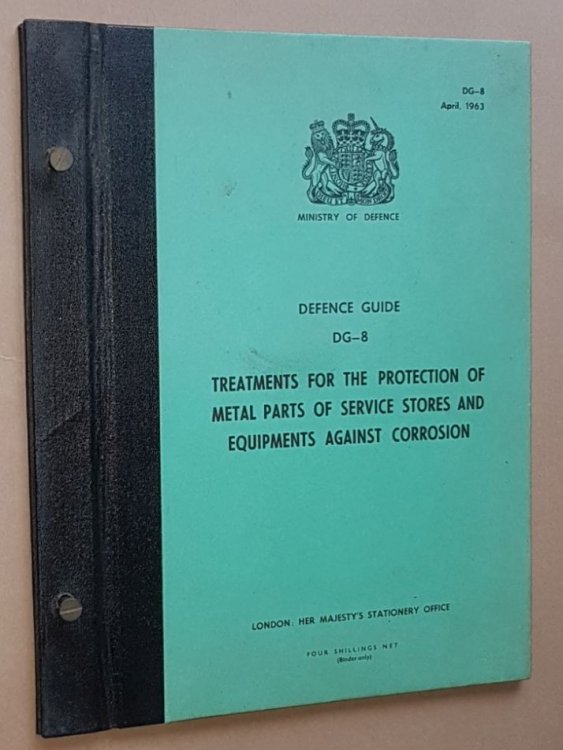 DG–8
April, 1963
MINISTRY OF DEFENCE
DEFENCE GUIDE
DG–8
TREATMENTS FOR THE PROTECTION OF
METAL PARTS OF SERVICE STORES AND
EQUIPMENTS AGAINST CORROSION
LONDON: HER MAJESTY'S STATIONERY OFFICE
FOUR SHILLINGS NET
(Binder only)